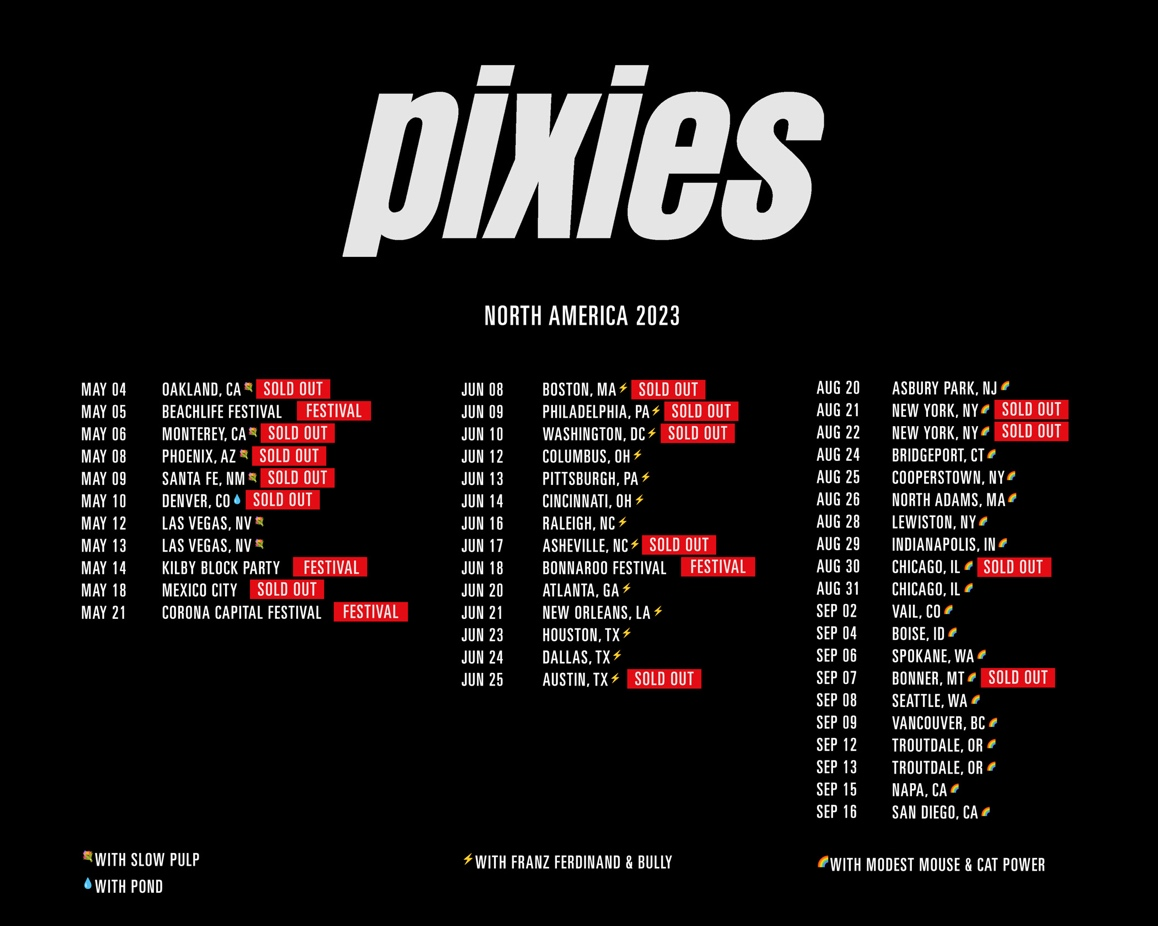 pixies
NORTH AMERICA 2023
MAY 04 OAKLAND, CA💐 SOLD OUT
MAY 05 BEACHLIFE FESTIVAL FESTIVAL
MAY 06 MONTEREY, CA💐 SOLD OUT
MAY 08 PHOENIX, AZ💐 SOLD OUT
MAY 09 SANTA FE, NM💐 SOLD OUT
MAY 10 DENVER, CO💧 SOLD OUT
MAY 12 LAS VEGAS, NV💐
MAY 13 LAS VEGAS, NV💐
MAY 14 KILBY BLOCK PARTY FESTIVAL
MAY 18 MEXICO CITY SOLD OUT
MAY 21 CORONA CAPITAL FESTIVAL FESTIVAL
💐WITH SLOW PULP
💧WITH POND
JUN 08 BOSTON, MA⚡ SOLD OUT
JUN 09 PHILADELPHIA, PA⚡ SOLD OUT
JUN 10 WASHINGTON, DC⚡ SOLD OUT
JUN 12 COLUMBUS, OH⚡
JUN 13 PITTSBURGH, PA⚡
JUN 14 CINCINNATI, OH⚡
JUN 16 RALEIGH, NC⚡
JUN 17 ASHEVILLE, NC⚡ SOLD OUT
JUN 18 BONNAROO FESTIVAL FESTIVAL
JUN 20 ATLANTA, GA⚡
JUN 21 NEW ORLEANS, LA⚡
JUN 23 HOUSTON, TX⚡
JUN 24 DALLAS, TX⚡
JUN 25 AUSTIN, TX⚡ SOLD OUT
⚡WITH FRANZ FERDINAND & BULLY
AUG 20 ASBURY PARK, NJ🌈
AUG 21 NEW YORK, NY🌈 SOLD OUT
AUG 22 NEW YORK, NY🌈 SOLD OUT
AUG 24 BRIDGEPORT, CT🌈
AUG 25 COOPERSTOWN, NY🌈
AUG 26 NORTH ADAMS, MA🌈
AUG 28 LEWISTON, NY🌈
AUG 29 INDIANAPOLIS, IN🌈
AUG 30 CHICAGO, IL🌈 SOLD OUT
AUG 31 CHICAGO, IL🌈
SEP 02 VAIL, CO🌈
SEP 04 BOISE, ID🌈
SEP 06 SPOKANE, WA🌈
SEP 07 BONNER, MT🌈 SOLD OUT
SEP 08 SEATTLE, WA🌈
SEP 09 VANCOUVER, BC🌈
SEP 12 TROUTDALE, OR🌈
SEP 13 TROUTDALE, OR🌈
SEP 15 NAPA, CA🌈
SEP 16 SAN DIEGO, CA🌈
🌈WITH MODEST MOUSE & CAT POWER